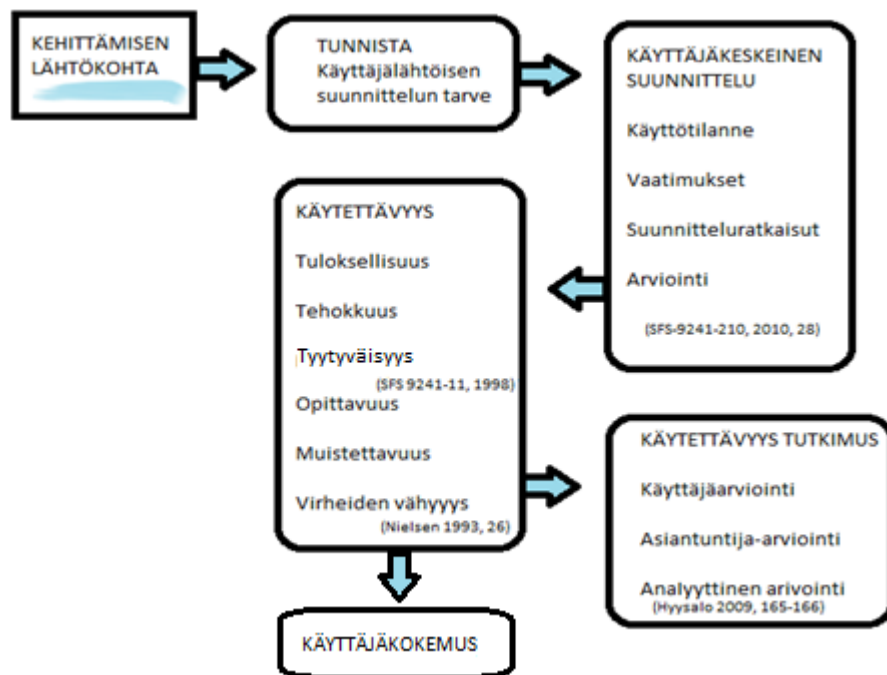 KEHITTÄMISEN
LÄHTÖKOHTA
TUNNISTA
Käyttäjälähtöisen
suunnittelun tarve
KÄYTTÄJÄKESKEINEN
SUUNNITTELU
Käyttötilanne
Vaatimukset
Suunnitteluratkaisut
Arviointi
(SFS-9241-210, 2010, 28)
KÄYTETTÄVYYS
Tuloksellisuus
Tehokkuus
Tyytyväisyys
(SFS 9241-11, 1998)
Opittavuus
Muistettavuus
Virheiden vähyyys
(Nielsen 1993, 26)
KÄYTETTÄVYYS TUTKIMUS
Käyttäjäarviointi
Asiantuntija-arviointi
Analyyttinen arivointi
(Hyysalo 2009, 165-166)
KÄYTTÄJÄKOKEMUS